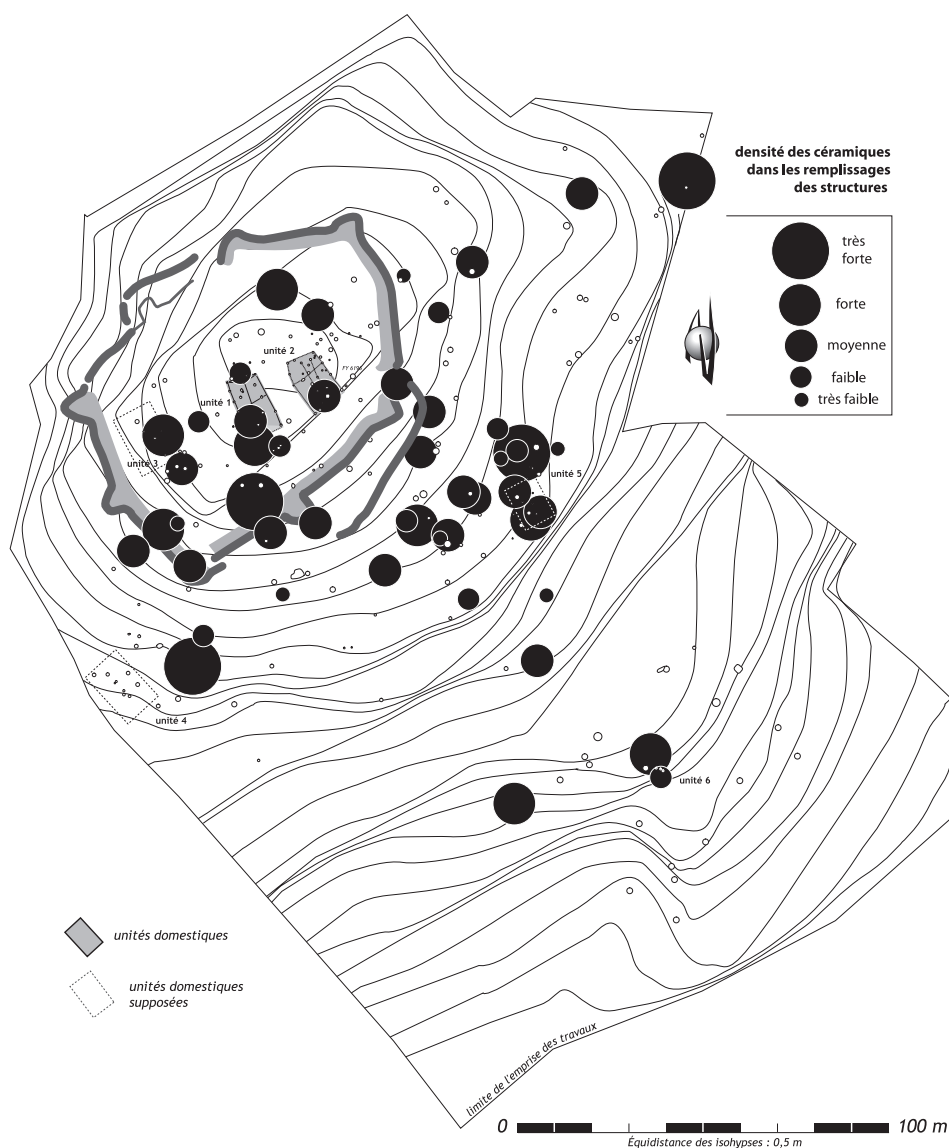 densité des céramiques
dans les remplissages
des structures
très
forte
forte
moyenne
faible
très faible
unité 2
unité 1
unité 3
unité 5
unité 4
unité 6
unités domestiques
unités domestiques
supposées
limite de l'emprise des travaux
0
100 m
Équidistance des isohypses : 0,5 m